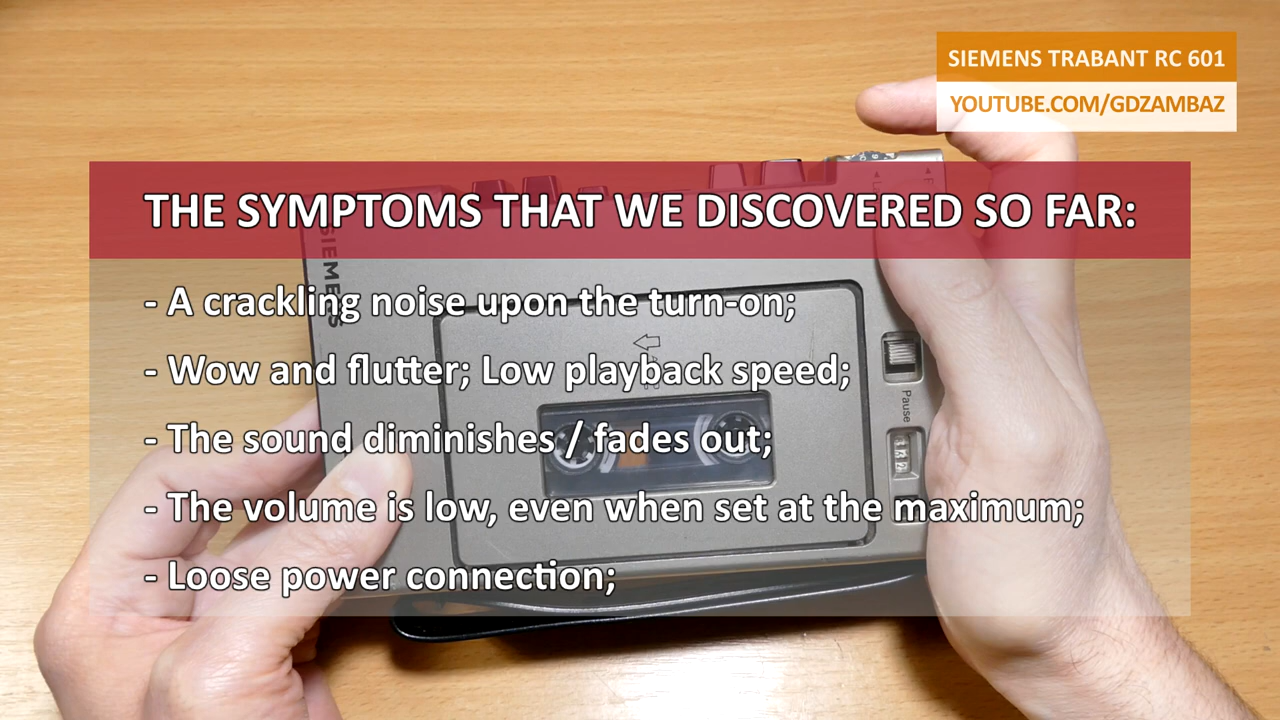 SIEMENS TRABANT RC 601
YOUTUBE.COM/GDZAMBAZ
THE SYMPTOMS THAT WE DISCOVERED SO FAR:
SIEMENS
- A crackling noise upon the turn-on;
- Wow and flutter; Low playback speed;
- The sound diminishes / fades out;
Pause
- The volume is low, even when set at the maximum;
- Loose power connection;